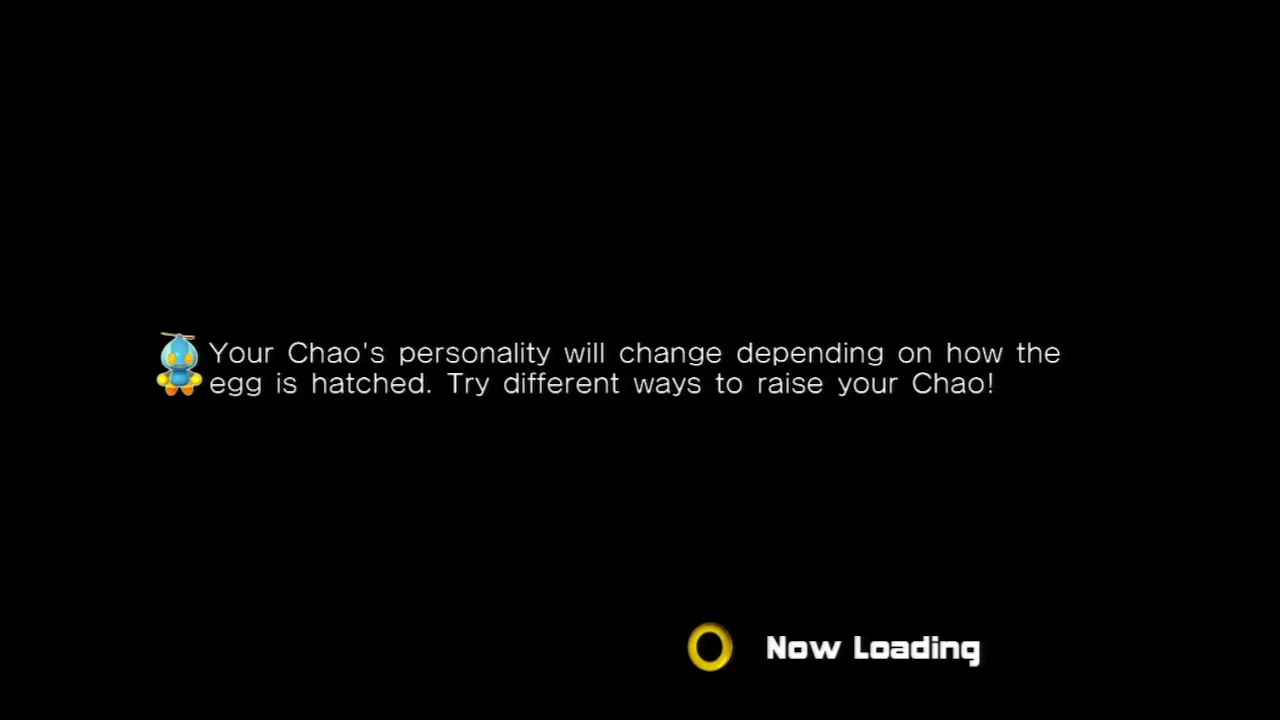 Your Chao's personality will change depending on how the
egg is hatched. Try different ways to raise your Chao!
Now Loading